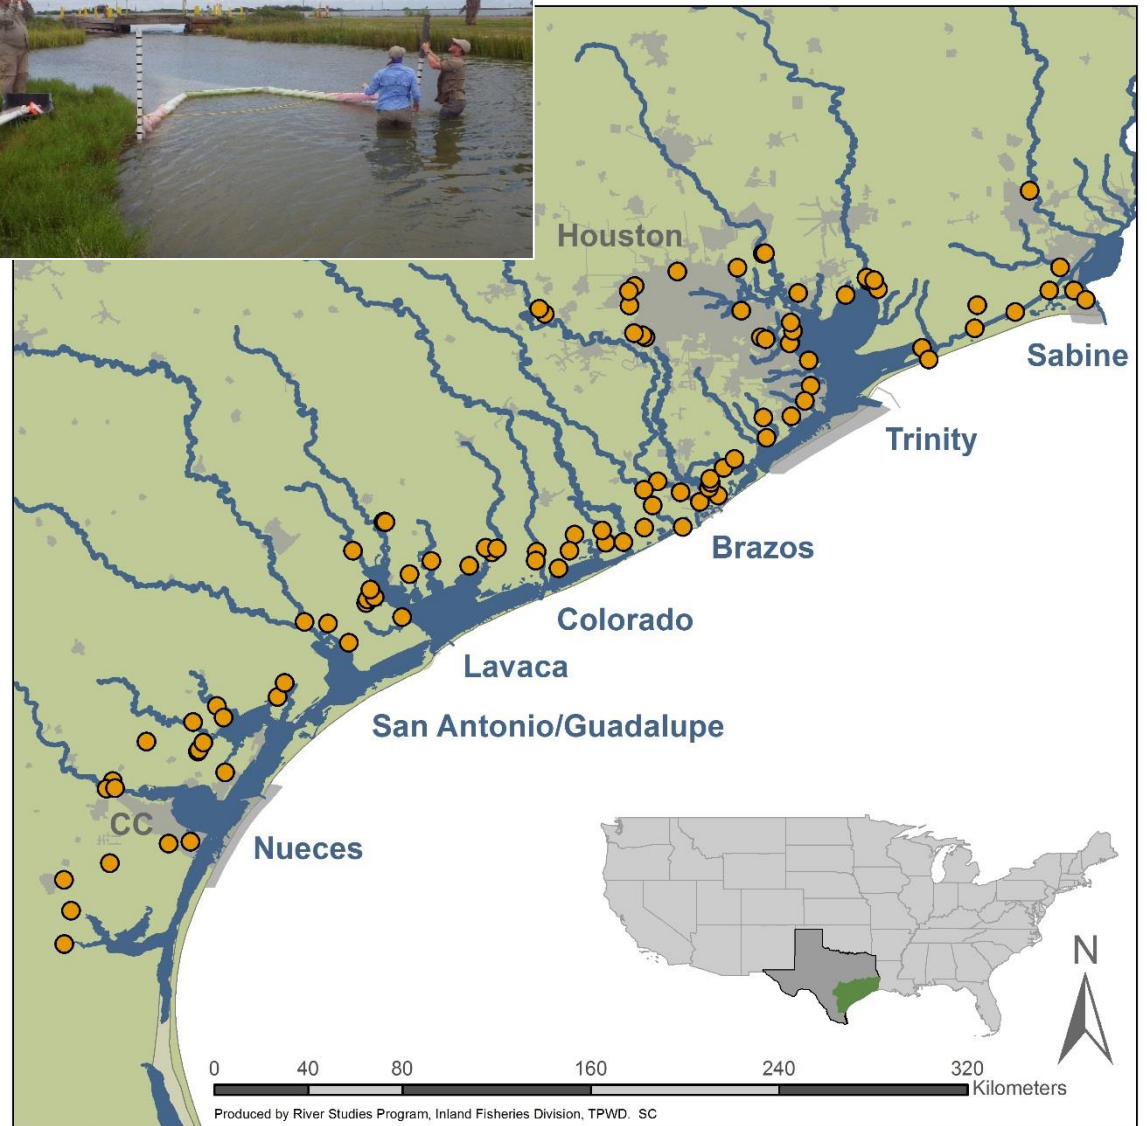 Houston
Sabine
Trinity
Brazos
Colorado
Lavaca
San Antonio/Guadalupe
CC
Nueces
N
0 40 80 160 240 320
Kilometers
Produced by River Studies Program, Inland Fisheries Division, TPWD. SC